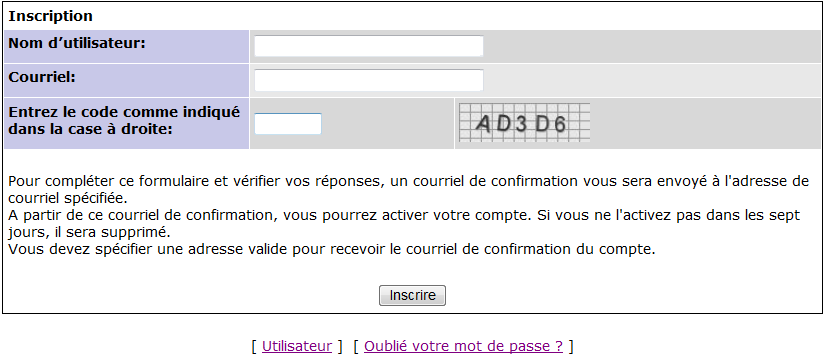 Inscription
Nom d’utilisateur:
Courriel:
Entrez le code comme indiqué
dans la case à droite:
AD3D6
Pour compléter ce formulaire et vérifier vos réponses, un courriel de confirmation vous sera envoyé à l'adresse de
courriel spécifiée.
A partir de ce courriel de confirmation, vous pourrez activer votre compte. Si vous ne l'activez pas dans les sept
jours, il sera supprimé.
Vous devez spécifier une adresse valide pour recevoir le courriel de confirmation du compte.
Inscrire
[ Utilisateur ] [ Oublié votre mot de passe ? ]